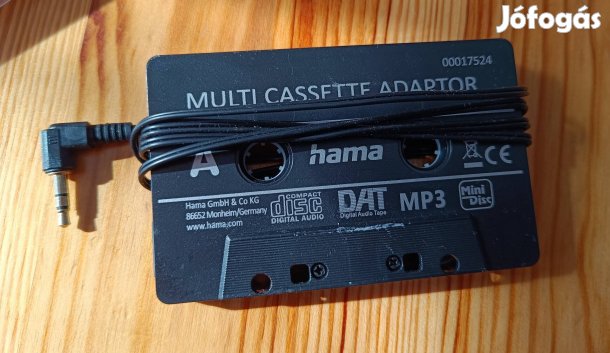 Jófogás
00017524
MULTI CASSETTE ADAPTOR
A
hama
CE
Hama GmbH & Co KG
86652 Monheim/Germany
www.hama.com
COMPACT
disc
DIGITAL AUDIO
DAT
Digital Audio Tape
MP3
Mini
Disc